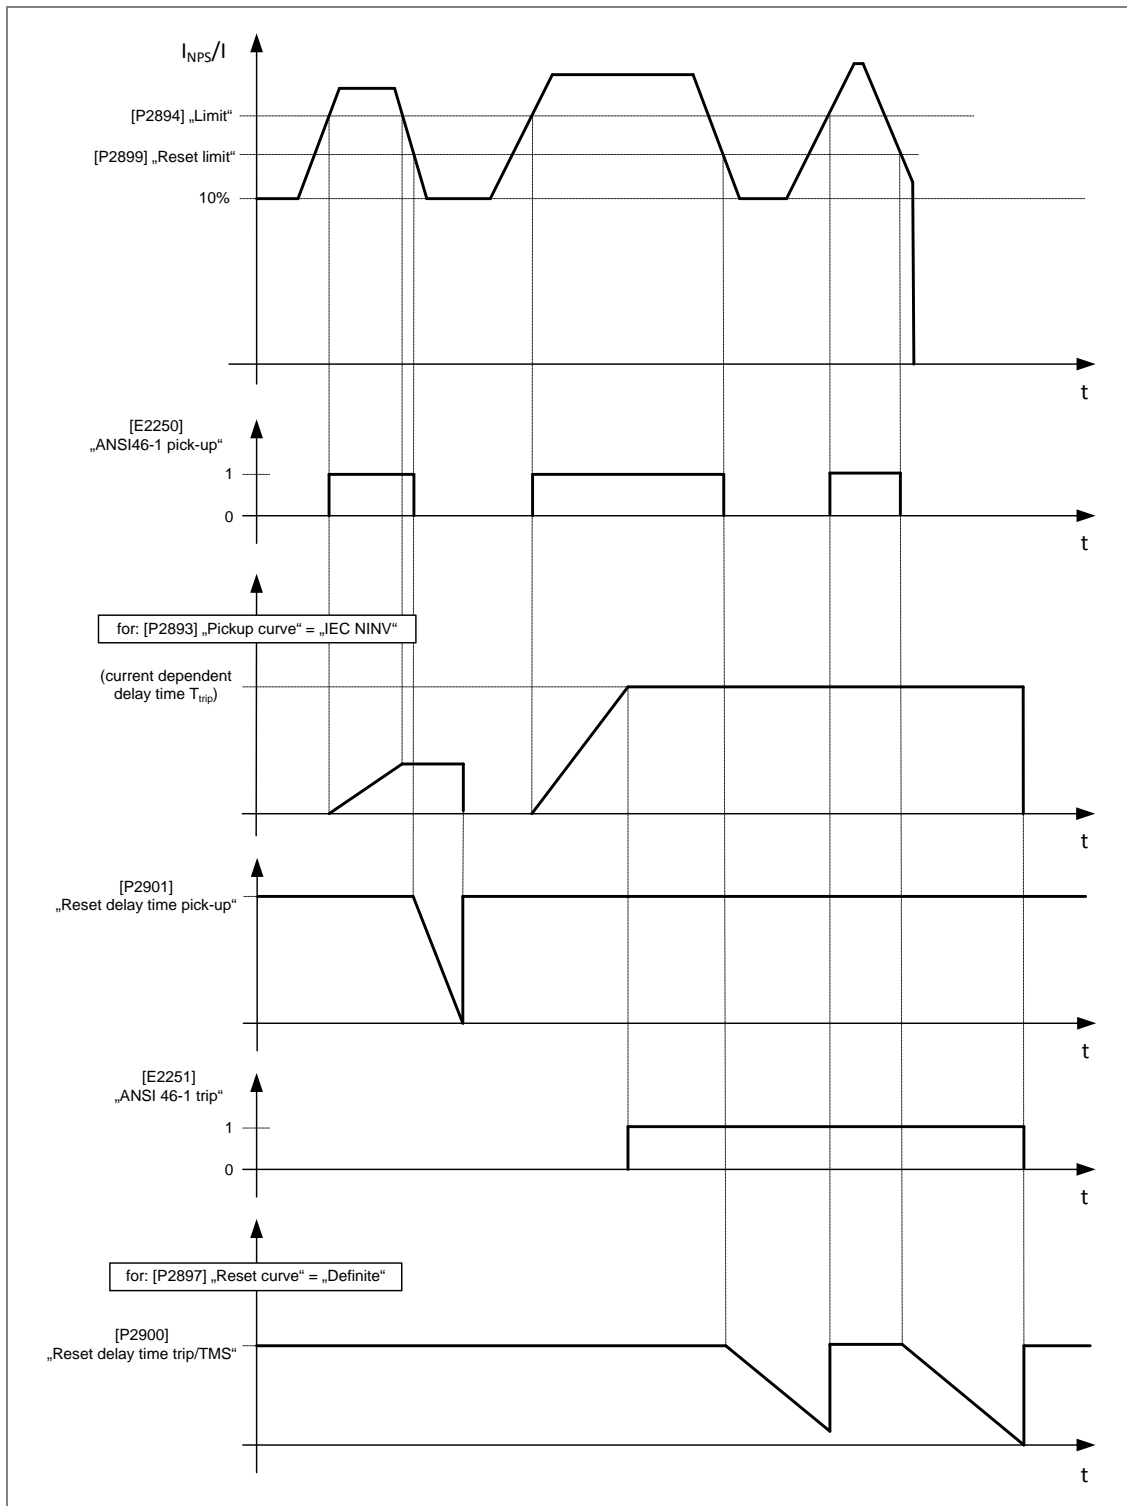 I_NPS/I
[P2894] „Limit“
[P2899] „Reset limit“
10%
t
[E2250]
„ANSI46-1 pick-up“
1
0
t
for: [P2893] „Pickup curve“ = „IEC NINV“
(current dependent
delay time T_trip)
t
[P2901]
„Reset delay time pick-up“
t
[E2251]
„ANSI 46-1 trip“
1
0
t
for: [P2897] „Reset curve“ = „Definite“
[P2900]
„Reset delay time trip/TMS“
t